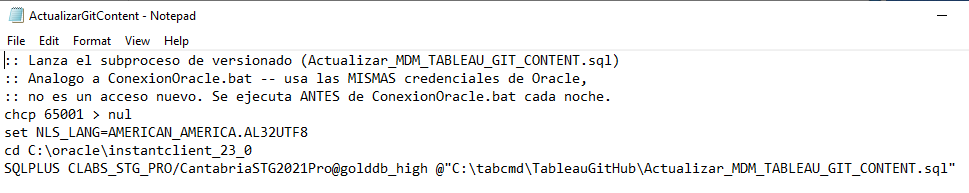 ActualizarGitContent - Notepad
File Edit Format View Help
:: Lanza el subproceso de versionado (Actualizar_MDM_TABLEAU_GIT_CONTENT.sql)
:: Analogo a ConexionOracle.bat -- usa las MISMAS credenciales de Oracle,
:: no es un acceso nuevo. Se ejecuta ANTES de ConexionOracle.bat cada noche.
chcp 65001 > nul
set NLS_LANG=AMERICAN_AMERICA.AL32UTF8
cd C:\oracle\instantclient_23_0
SQLPLUS CLABS_STG_PRO/CantabriaSTG2021Pro@golddb_high @"C:\tabcmd\TableauGitHub\Actualizar_MDM_TABLEAU_GIT_CONTENT.sql"